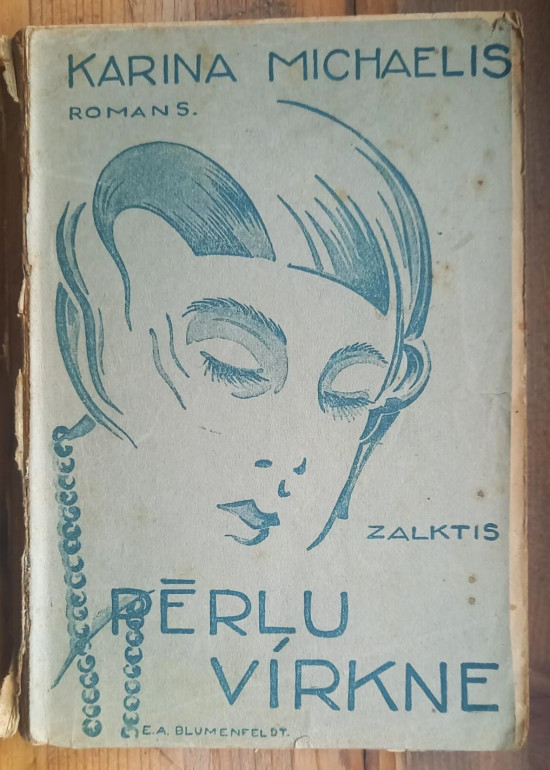 KARINA MICHAELIS
ROMANS.
ZALKTIS
PĒRLU
VÍRKNE
E.A. BLUMENFELDT.